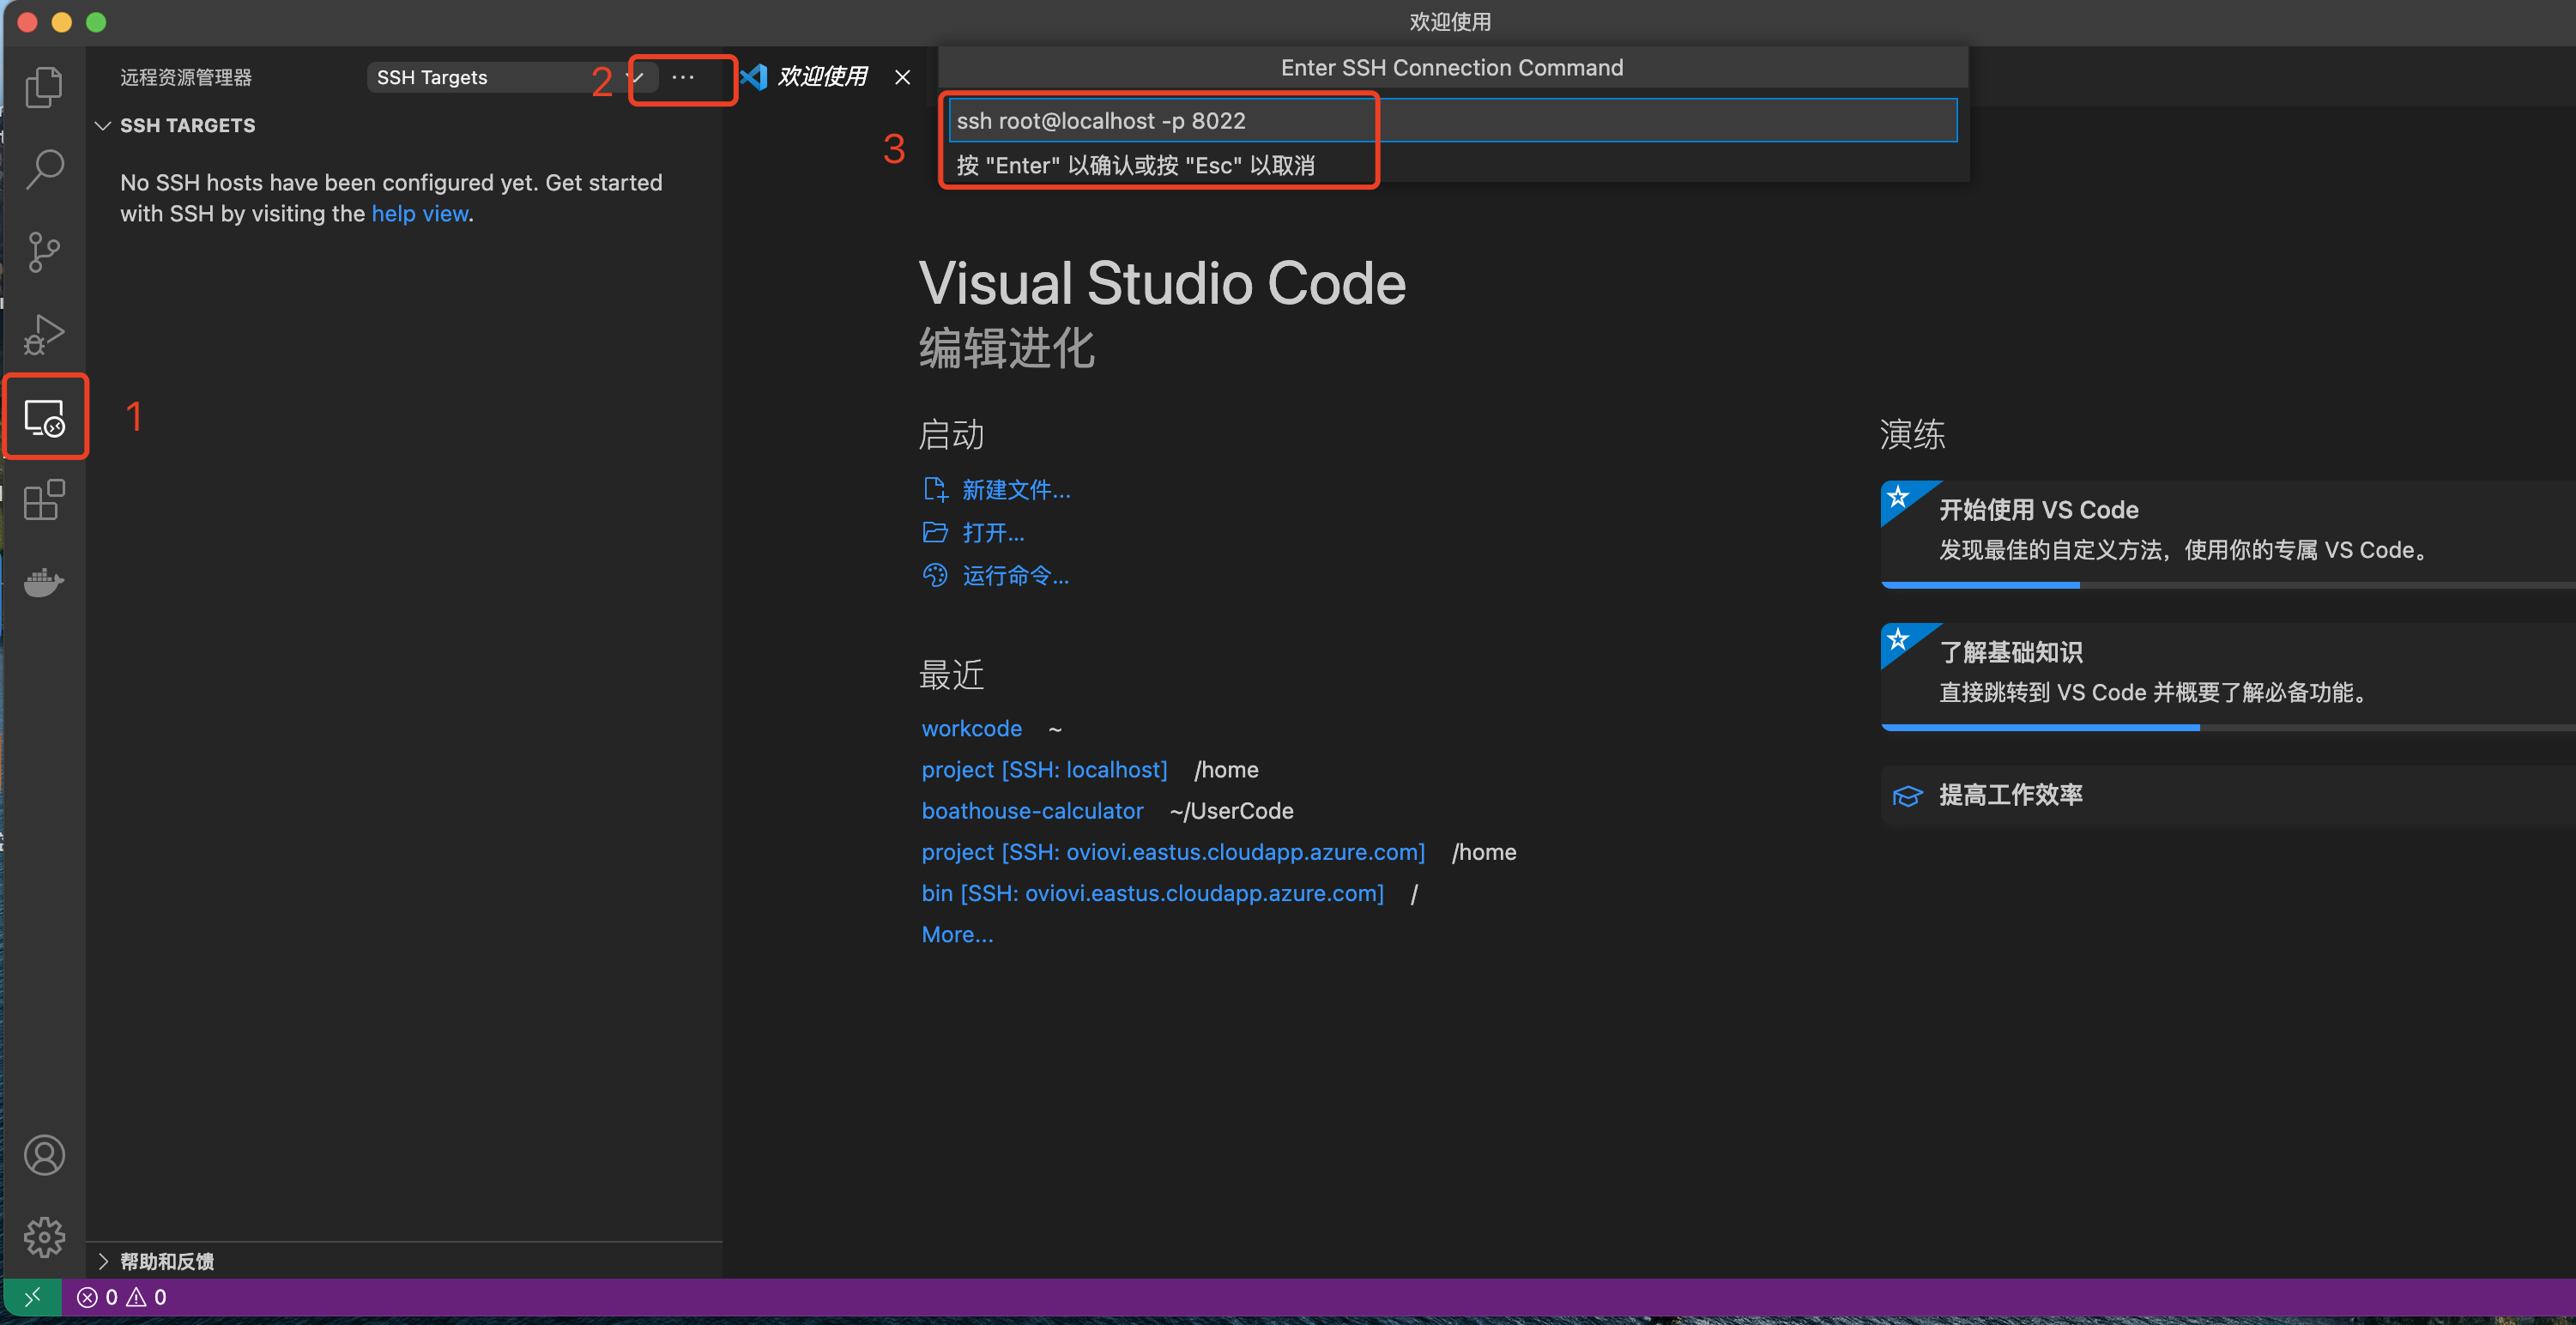 欢迎使用
远程资源管理器
SSH Targets
2
···
欢迎使用
Enter SSH Connection Command
ssh root@localhost -p 8022
按 "Enter" 以确认或按 "Esc" 以取消
3
SSH TARGETS
No SSH hosts have been configured yet. Get started
with SSH by visiting the help view.
1
Visual Studio Code
编辑进化
启动
新建文件...
打开...
运行命令...
最近
workcode ~
project [SSH: localhost] /home
boathouse-calculator ~/UserCode
project [SSH: oviovi.eastus.cloudapp.azure.com] /home
bin [SSH: oviovi.eastus.cloudapp.azure.com] /
More...
演练
开始使用 VS Code
发现最佳的自定义方法，使用你的专属 VS Code。
了解基础知识
直接跳转到 VS Code 并概要了解必备功能。
提高工作效率
帮助和反馈
0 0